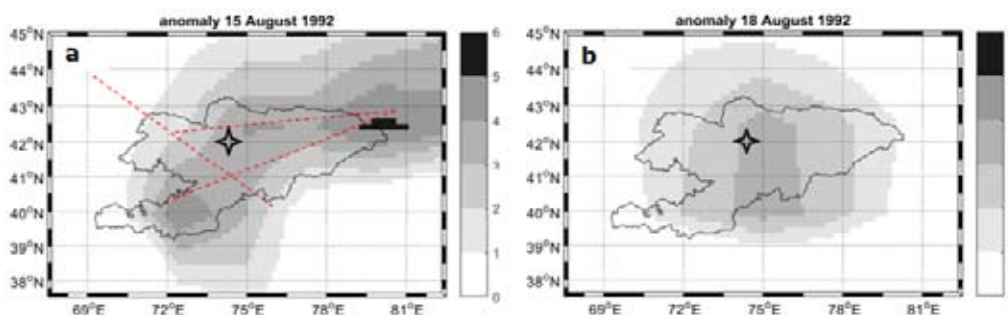 anomaly 15 August 1992
a
45°N
44°N
43°N
42°N
41°N
40°N
39°N
38°N
69°E 72°E 75°E 78°E 81°E
6
5
4
3
2
1
0
anomaly 18 August 1992
b
45°N
44°N
43°N
42°N
41°N
40°N
39°N
38°N
69°E 72°E 75°E 78°E 81°E